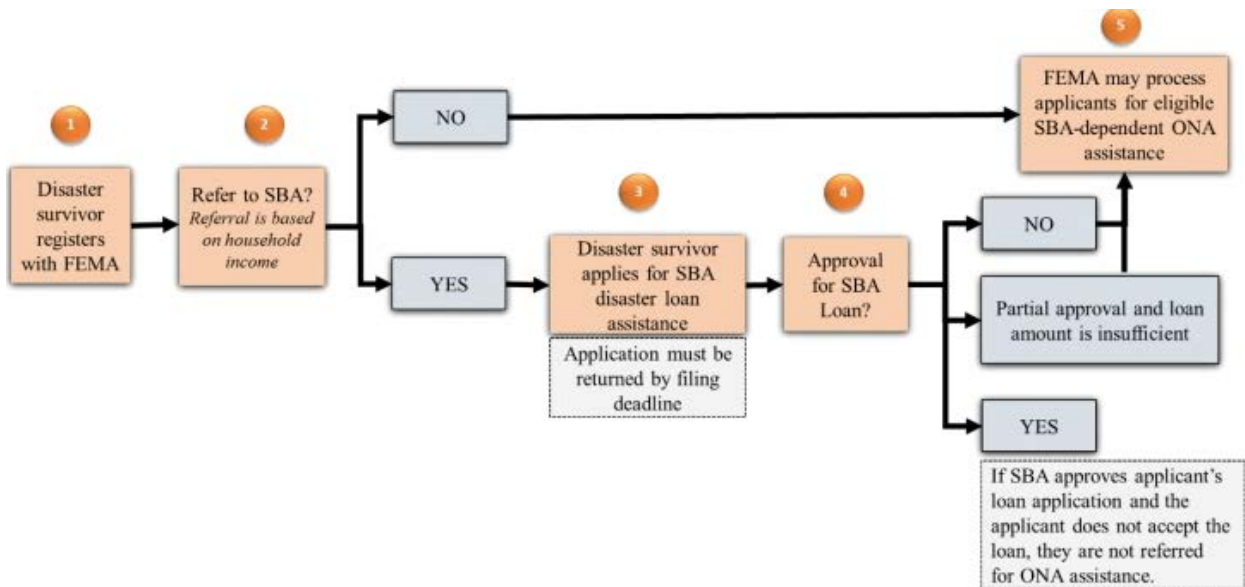 1
Disaster
survivor
registers
with FEMA
2
Refer to SBA?
Referral is based
on household
income
NO
YES
3
Disaster survivor
applies for SBA
disaster loan
assistance
Application must be
returned by filing
deadline
4
Approval
for SBA
Loan?
NO
Partial approval and loan
amount is insufficient
YES
If SBA approves applicant’s
loan application and the
applicant does not accept the
loan, they are not referred
for ONA assistance.
5
FEMA may process
applicants for eligible
SBA-dependent ONA
assistance